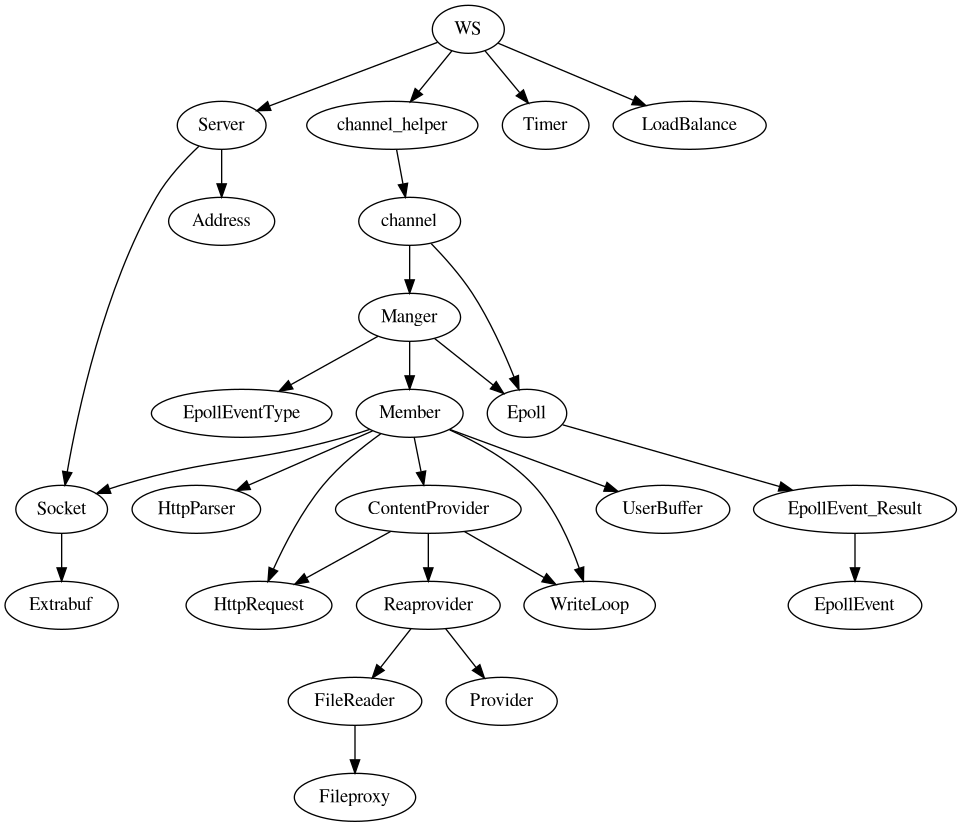 WS
Server
channel_helper
Timer
LoadBalance
Address
channel
Manger
EpollEventType
Member
Epoll
Socket
HttpParser
ContentProvider
UserBuffer
EpollEvent_Result
Extrabuf
HttpRequest
Reaprovider
WriteLoop
EpollEvent
FileReader
Provider
Fileproxy